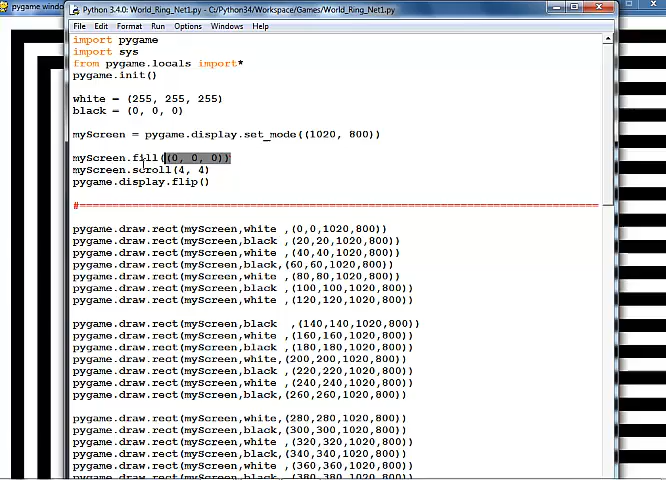 pygame windo
Python 3.4.0: World_Ring_Net1.py - C:/Python34/Workspace/Games/World_Ring_Net1.py
File Edit Format Run Options Windows Help
import pygame
import sys
from pygame.locals import*
pygame.init()
white = (255, 255, 255)
black = (0, 0, 0)
myScreen = pygame.display.set_mode((1020, 800))
myScreen.fill((0, 0, 0))
myScreen.scroll(4, 4)
pygame.display.flip()
#================================================================
pygame.draw.rect(myScreen,white ,(0,0,1020,800))
pygame.draw.rect(myScreen,black ,(20,20,1020,800))
pygame.draw.rect(myScreen,white ,(40,40,1020,800))
pygame.draw.rect(myScreen,black,(60,60,1020,800))
pygame.draw.rect(myScreen,white ,(80,80,1020,800))
pygame.draw.rect(myScreen,black ,(100,100,1020,800))
pygame.draw.rect(myScreen,white ,(120,120,1020,800))
pygame.draw.rect(myScreen,black  ,(140,140,1020,800))
pygame.draw.rect(myScreen,white ,(160,160,1020,800))
pygame.draw.rect(myScreen,black ,(180,180,1020,800))
pygame.draw.rect(myScreen,white,(200,200,1020,800))
pygame.draw.rect(myScreen,black ,(220,220,1020,800))
pygame.draw.rect(myScreen,white ,(240,240,1020,800))
pygame.draw.rect(myScreen,black ,(260,260,1020,800))
pygame.draw.rect(myScreen,white,(280,280,1020,800))
pygame.draw.rect(myScreen,black,(300,300,1020,800))
pygame.draw.rect(myScreen,white ,(320,320,1020,800))
pygame.draw.rect(myScreen,black,(340,340,1020,800))
pygame.draw.rect(myScreen,white ,(360,360,1020,800))
pygame.draw.rect(myScreen,black,(380,380,1020,800))